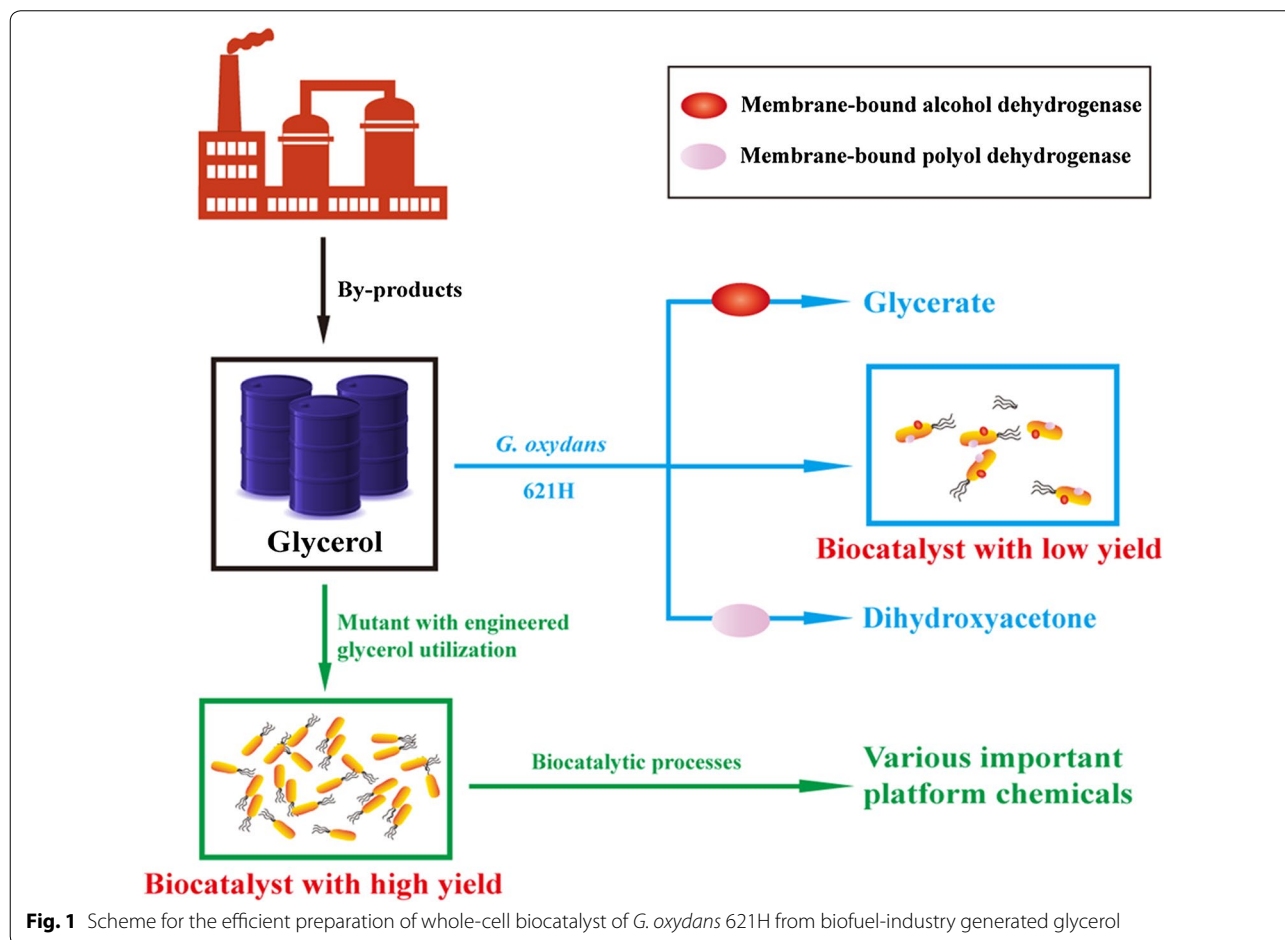 Membrane-bound alcohol dehydrogenase
Membrane-bound polyol dehydrogenase
By-products
Glycerol
G. oxydans
621H
Glycerate
Biocatalyst with low yield
Dihydroxyacetone
Mutant with engineered
glycerol utilization
Biocatalyst with high yield
Biocatalytic processes
Various important
platform chemicals
Fig. 1 Scheme for the efficient preparation of whole-cell biocatalyst of G. oxydans 621H from biofuel-industry generated glycerol